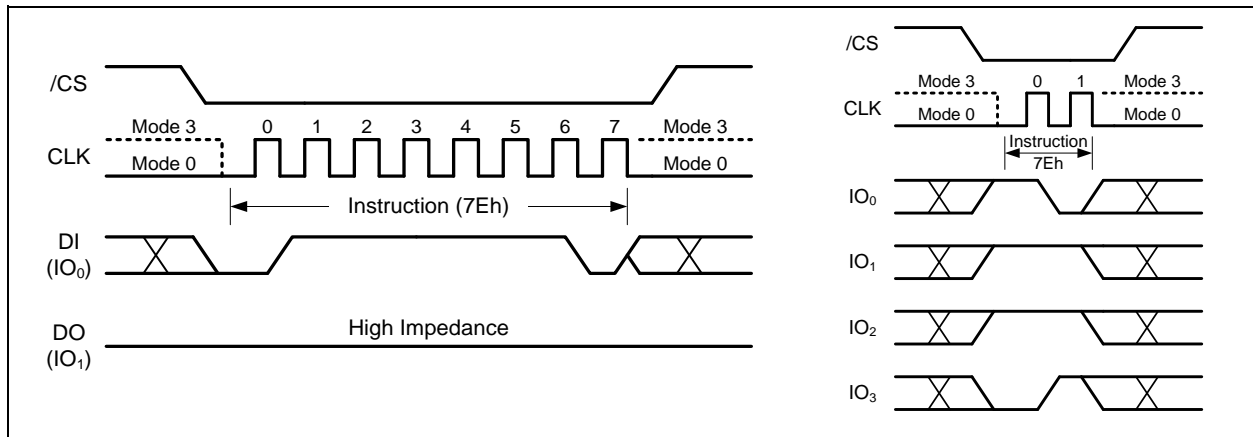 /CS
Mode 3 0 1 2 3 4 5 6 7 Mode 3
CLK
Mode 0 Mode 0
Instruction (7Eh)
DI
(IO₀)
High Impedance
DO
(IO₁)
/CS
Mode 3 0 1 Mode 3
CLK
Mode 0 Mode 0
Instruction
7Eh
IO₀
IO₁
IO₂
IO₃